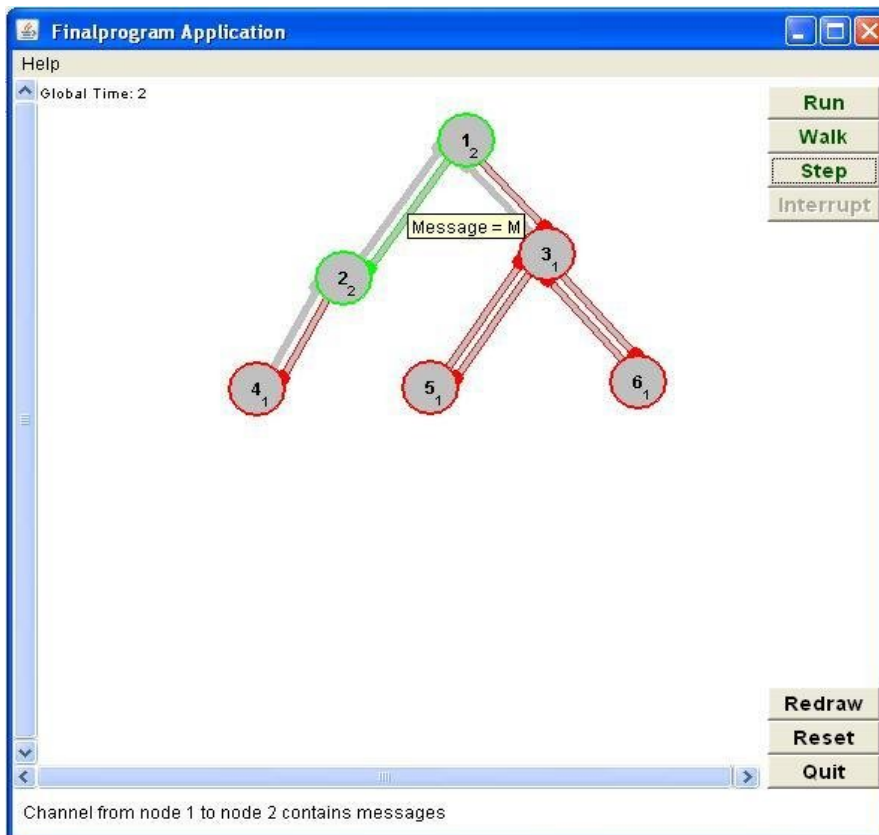 Finalprogram Application
Help
Global Time: 2
Run
Walk
Step
Interrupt
1 2
Message = M
3 1
2 2
4 1
5 1
6 1
Redraw
Reset
Quit
Channel from node 1 to node 2 contains messages